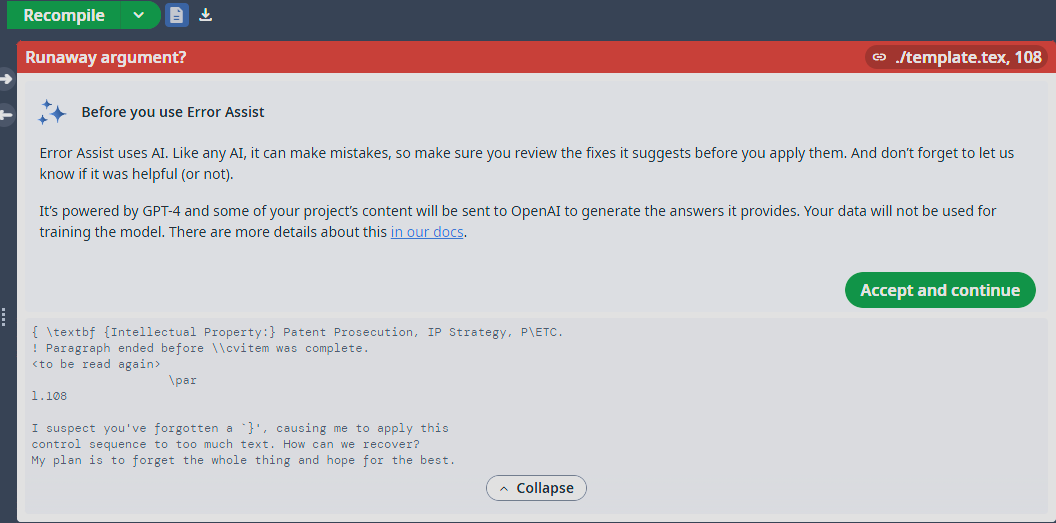 Recompile
Runaway argument?
./template.tex, 108
Before you use Error Assist
Error Assist uses AI. Like any AI, it can make mistakes, so make sure you review the fixes it suggests before you apply them. And don't forget to let us
know if it was helpful (or not).
It's powered by GPT-4 and some of your project's content will be sent to OpenAI to generate the answers it provides. Your data will not be used for
training the model. There are more details about this in our docs.
Accept and continue
{ \textbf {Intellectual Property:} Patent Prosecution, IP Strategy, P\ETC.
! Paragraph ended before \\cvitem was complete.
<to be read again>
\par
l.108
I suspect you've forgotten a `}', causing me to apply this
control sequence to too much text. How can we recover?
My plan is to forget the whole thing and hope for the best.
Collapse